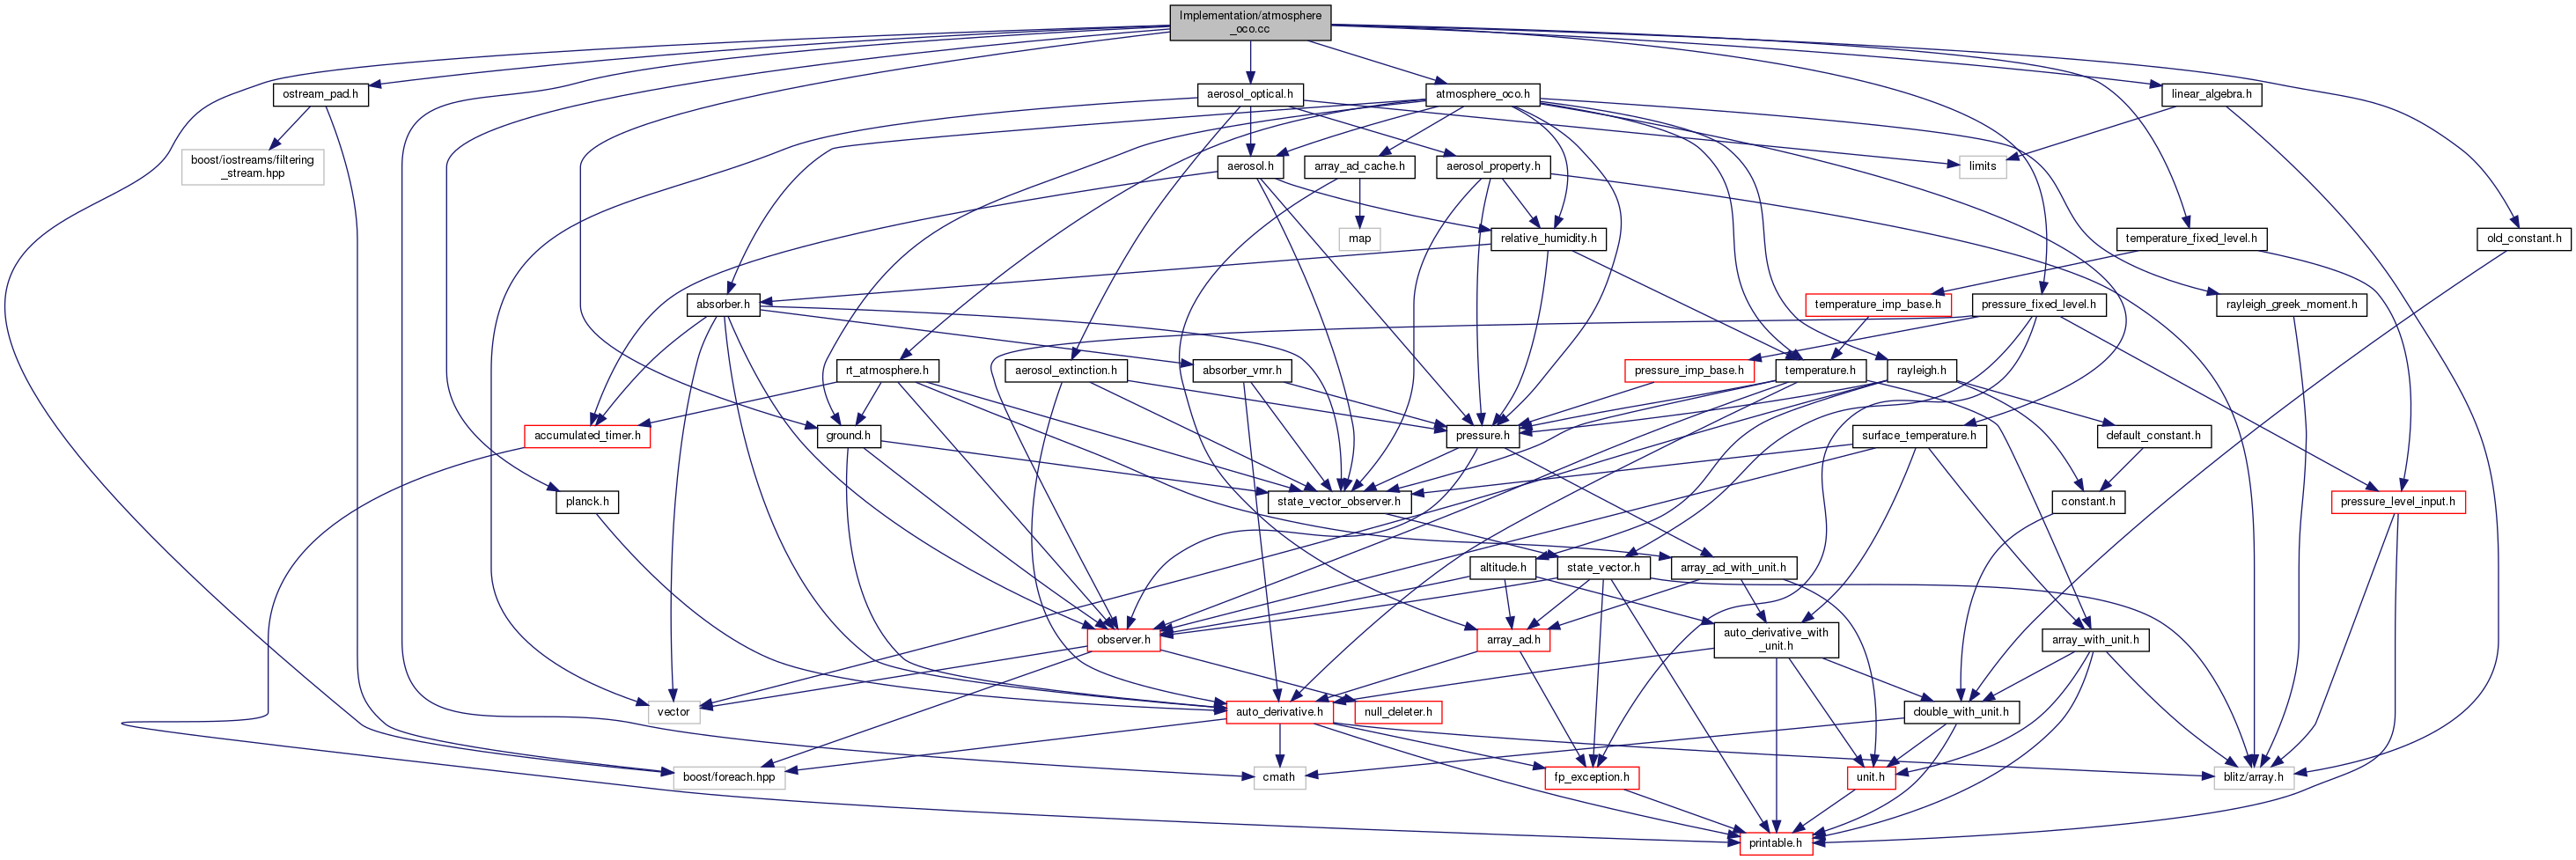 Implementation/atmosphere
_oco.cc
ostream_pad.h
aerosol_optical.h
atmosphere_oco.h
linear_algebra.h
boost/iostreams/filtering
_stream.hpp
aerosol.h
array_ad_cache.h
aerosol_property.h
limits
map
relative_humidity.h
temperature_fixed_level.h
old_constant.h
absorber.h
temperature_imp_base.h
pressure_fixed_level.h
rayleigh_greek_moment.h
rt_atmosphere.h
aerosol_extinction.h
absorber_vmr.h
pressure_imp_base.h
temperature.h
rayleigh.h
accumulated_timer.h
ground.h
pressure.h
surface_temperature.h
default_constant.h
planck.h
state_vector_observer.h
constant.h
pressure_level_input.h
altitude.h
state_vector.h
array_ad_with_unit.h
observer.h
array_ad.h
auto_derivative_with
_unit.h
array_with_unit.h
vector
auto_derivative.h
null_deleter.h
double_with_unit.h
boost/foreach.hpp
cmath
fp_exception.h
unit.h
blitz/array.h
printable.h